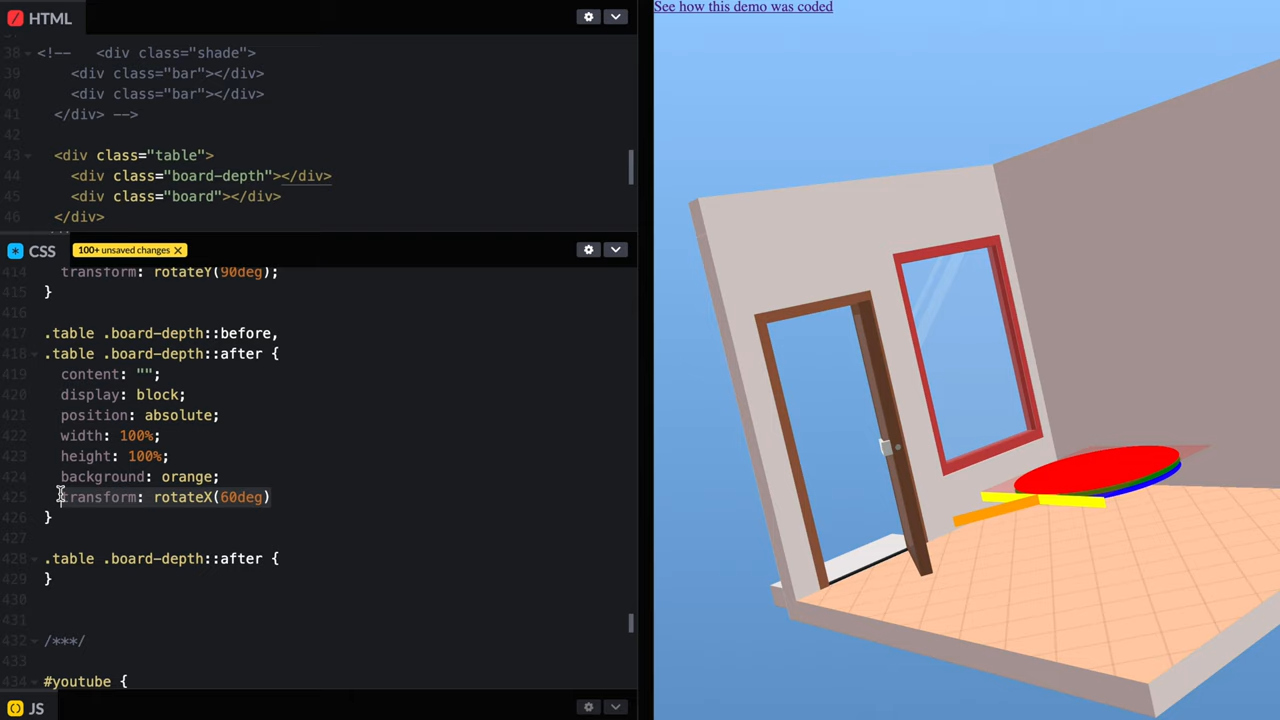 HTML
38 <!--   <div class="shade">
39 <div class="bar"></div>
40 <div class="bar"></div>
41 </div> -->
42
43 <div class="table">
44 <div class="board-depth"></div>
45 <div class="board"></div>
46 </div>
CSS 100+ unsaved changes X
414 transform: rotateY(90deg);
415 }
416
417 .table .board-depth::before,
418 .table .board-depth::after {
419 content: "";
420 display: block;
421 position: absolute;
422 width: 100%;
423 height: 100%;
424 background: orange;
425 transform: rotateX(60deg)
426 }
427
428 .table .board-depth::after {
429 }
430
431
432 /***/
433
434 #youtube {
JS
See how this demo was coded